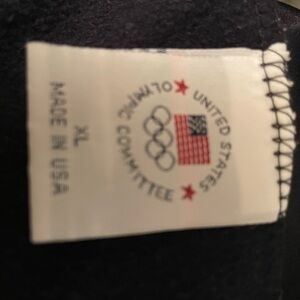 UNITED STATES
OLYMPIC COMMITTEE
XL
MADE IN USA